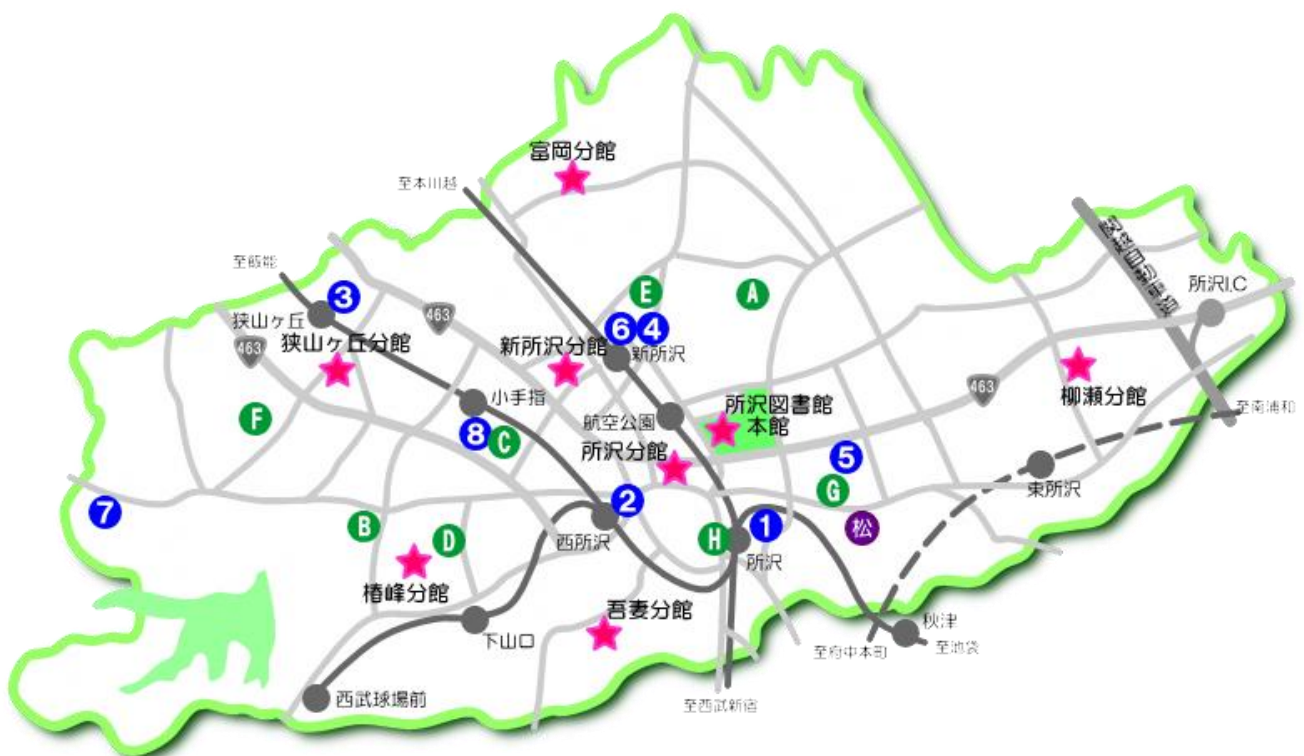 富岡分館
至本川越
至飯能
所沢I.C
3
E
A
狭山ヶ丘
463
6
4
狭山ヶ丘分館
463
新所沢分館
新所沢
柳瀬分館
463
小手指
航空公園
所沢図書館
本館
至南浦和
F
8
C
所沢分館
5
東所沢
G
7
B
D
2
西所沢
H
1
所沢
松
椿峰分館
吾妻分館
下山口
秋津
至府中本町
至池袋
西武球場前
至西武新宿